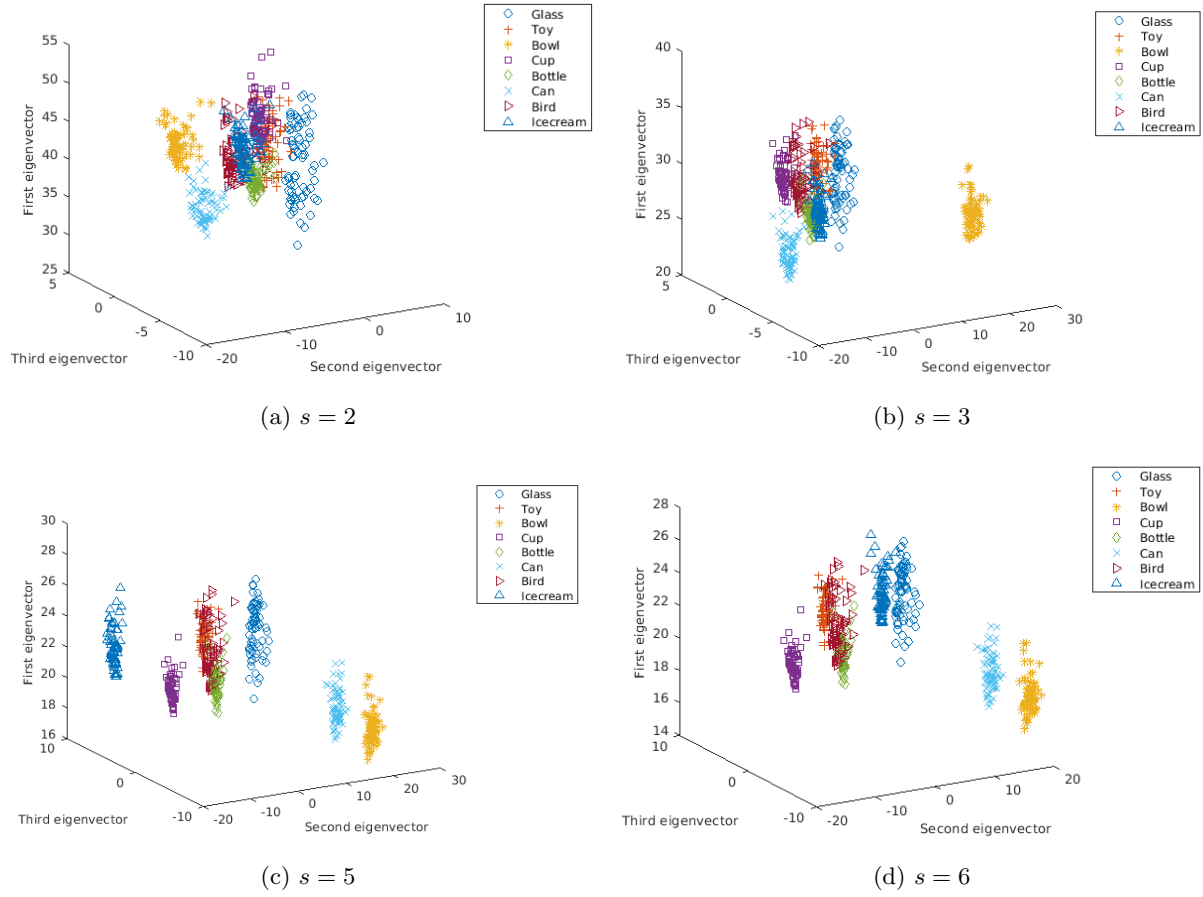 Glass
Toy
Bowl
Cup
Bottle
Can
Bird
Icecream
55
50
45
40
35
30
25
First eigenvector
0
-5
-10
Third eigenvector
-20
-10
0
10
Second eigenvector
(a) s = 2
Glass
Toy
Bowl
Cup
Bottle
Can
Bird
Icecream
40
35
30
25
20
First eigenvector
5
0
-5
-10
Third eigenvector
-20
-10
0
10
20
30
Second eigenvector
(b) s = 3
Glass
Toy
Bowl
Cup
Bottle
Can
Bird
Icecream
30
28
26
24
22
20
18
16
First eigenvector
10
0
-10
Third eigenvector
-20
-10
0
10
20
30
Second eigenvector
(c) s = 5
Glass
Toy
Bowl
Cup
Bottle
Can
Bird
Icecream
28
26
24
22
20
18
16
14
First eigenvector
10
0
-10
Third eigenvector
-20
-10
0
10
20
Second eigenvector
(d) s = 6